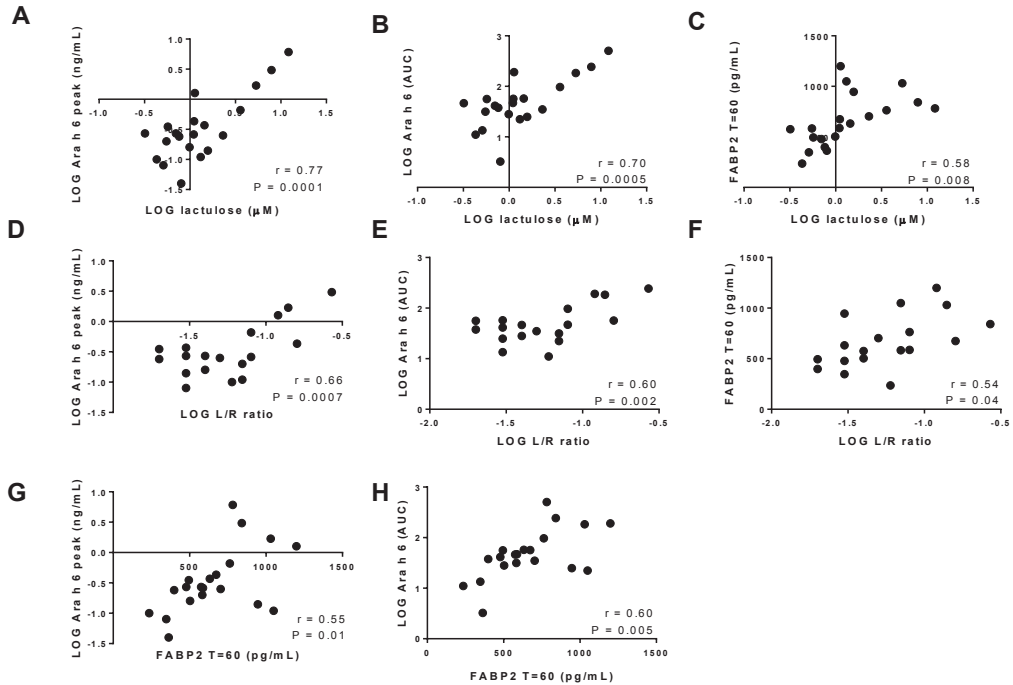 A
LOG Ara h 6 peak (ng/mL)
1.0
0.5
-1.0
-0.5
0.0
0.5
1.0
1.5
-0.5
-1.0
-1.5
r = 0.77
P = 0.0001
LOG lactulose (μM)
B
LOG Ara h 6 (AUC)
3
2
1
0
-1.0
-0.5
0.0
0.5
1.0
1.5
r = 0.70
P = 0.0005
LOG lactulose (μM)
C
FABP2 T=60 (pg/mL)
1500
1000
0
-1.0
-0.5
0.0
0.5
1.0
1.5
r = 0.58
P = 0.008
LOG lactulose (μM)
D
LOG Ara h 6 peak (ng/mL)
1.0
0.5
0.0
-0.5
-1.0
-1.5
-1.5
-1.0
-0.5
r = 0.66
P = 0.0007
LOG L/R ratio
E
LOG Ara h 6 (AUC)
3
2
1
0
-2.0
-1.5
-1.0
-0.5
r = 0.60
P = 0.002
LOG L/R ratio
F
FABP2 T=60 (pg/mL)
1500
1000
500
0
-2.0
-1.5
-1.0
-0.5
r = 0.54
P = 0.04
LOG L/R ratio
G
LOG Ara h 6 peak (ng/mL)
1.0
0.5
0.0
-0.5
-1.0
-1.5
500
1000
1500
r = 0.55
P = 0.01
FABP2 T=60 (pg/mL)
H
LOG Ara h 6 (AUC)
3
2
1
0
0
500
1000
1500
r = 0.60
P = 0.005
FABP2 T=60 (pg/mL)